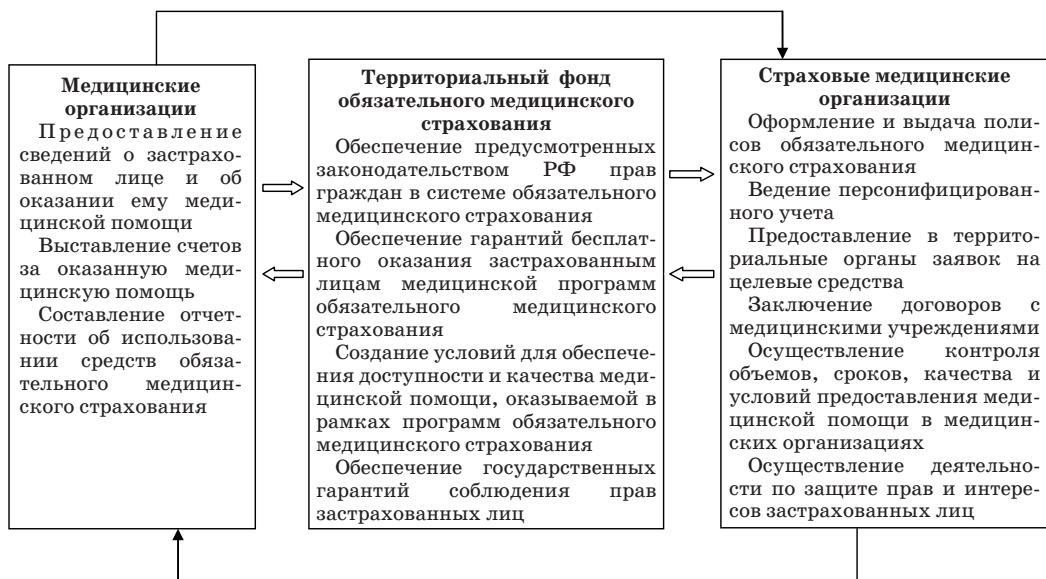 Медицинские
организации
Предоставление
сведений о застрахо-
ванном лице и об
оказании ему меди-
цинской помощи
Выставление счетов
за оказанную меди-
цинскую помощь
Составление отчет-
ности об использова-
нии средств обяза-
тельного медицин-
ского страхования
Территориальный фонд
обязательного медицинского
страхования
Обеспечение предусмотренных
законодательством РФ прав
граждан в системе обязательного
медицинского страхования
Обеспечение гарантий бесплат-
ного оказания застрахованным
лицам медицинской программ
обязательного медицинского
страхования
Создание условий для обеспече-
ния доступности и качества меди-
цинской помощи, оказываемой в
рамках программ обязательного
медицинского страхования
Обеспечение государственных
гарантий соблюдения прав
застрахованных лиц
Страховые медицинские
организации
Оформление и выдача поли-
сов обязательного медицин-
ского страхования
Ведение персонифицирован-
ного учета
Предоставление в террито-
риальные органы заявок на
целевые средства
Заключение договоров с
медицинскими учреждениями
Осуществление контроля
объемов, сроков, качества и
условий предоставления меди-
цинской помощи в медицин-
ских организациях
Осуществление деятельно-
сти по защите прав и интере-
сов застрахованных лиц